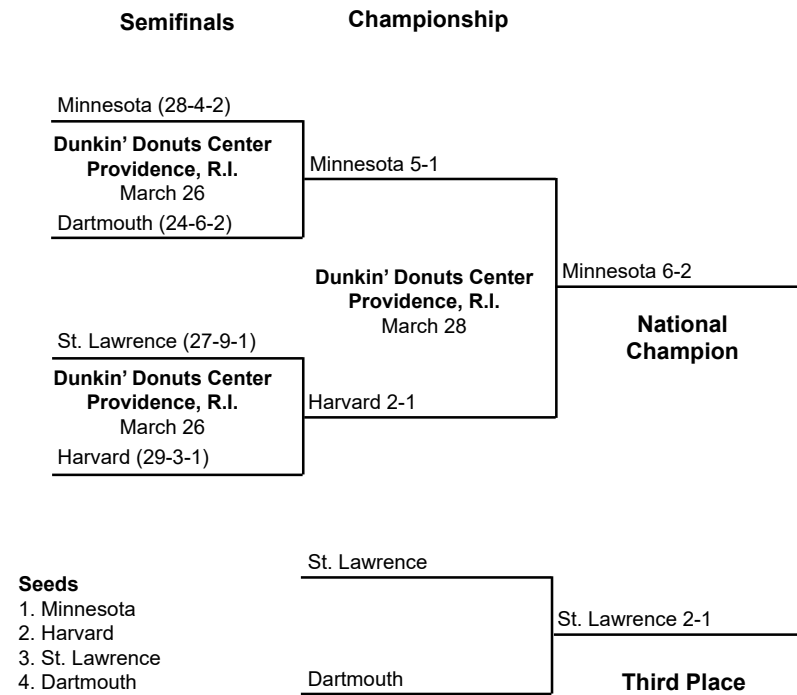 Semifinals
Championship
Minnesota (28-4-2)
Dunkin' Donuts Center
Providence, R.I.
March 26
Dartmouth (24-6-2)
Minnesota 5-1
Dunkin' Donuts Center
Providence, R.I.
March 28
Minnesota 6-2
National
Champion
St. Lawrence (27-9-1)
Dunkin' Donuts Center
Providence, R.I.
March 26
Harvard (29-3-1)
Harvard 2-1
Seeds
1. Minnesota
2. Harvard
3. St. Lawrence
4. Dartmouth
St. Lawrence
Dartmouth
St. Lawrence 2-1
Third Place